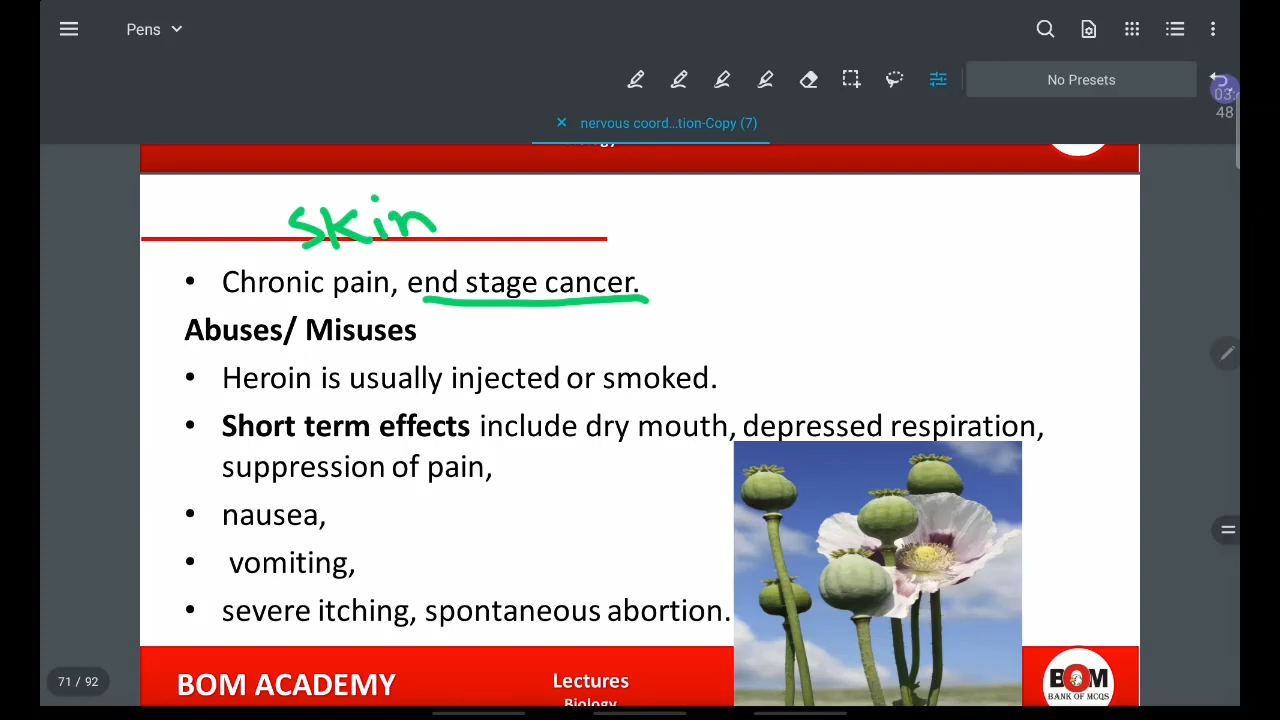 Pens
No Presets
03:
48
nervous coord...tion-Copy (7)
skin
• Chronic pain, end stage cancer.
Abuses/ Misuses
• Heroin is usually injected or smoked.
• Short term effects include dry mouth, depressed respiration,
suppression of pain,
• nausea,
• vomiting,
• severe itching, spontaneous abortion.
71 / 92
BOM ACADEMY
Lectures
Biology
BOM
BANK OF MCQS